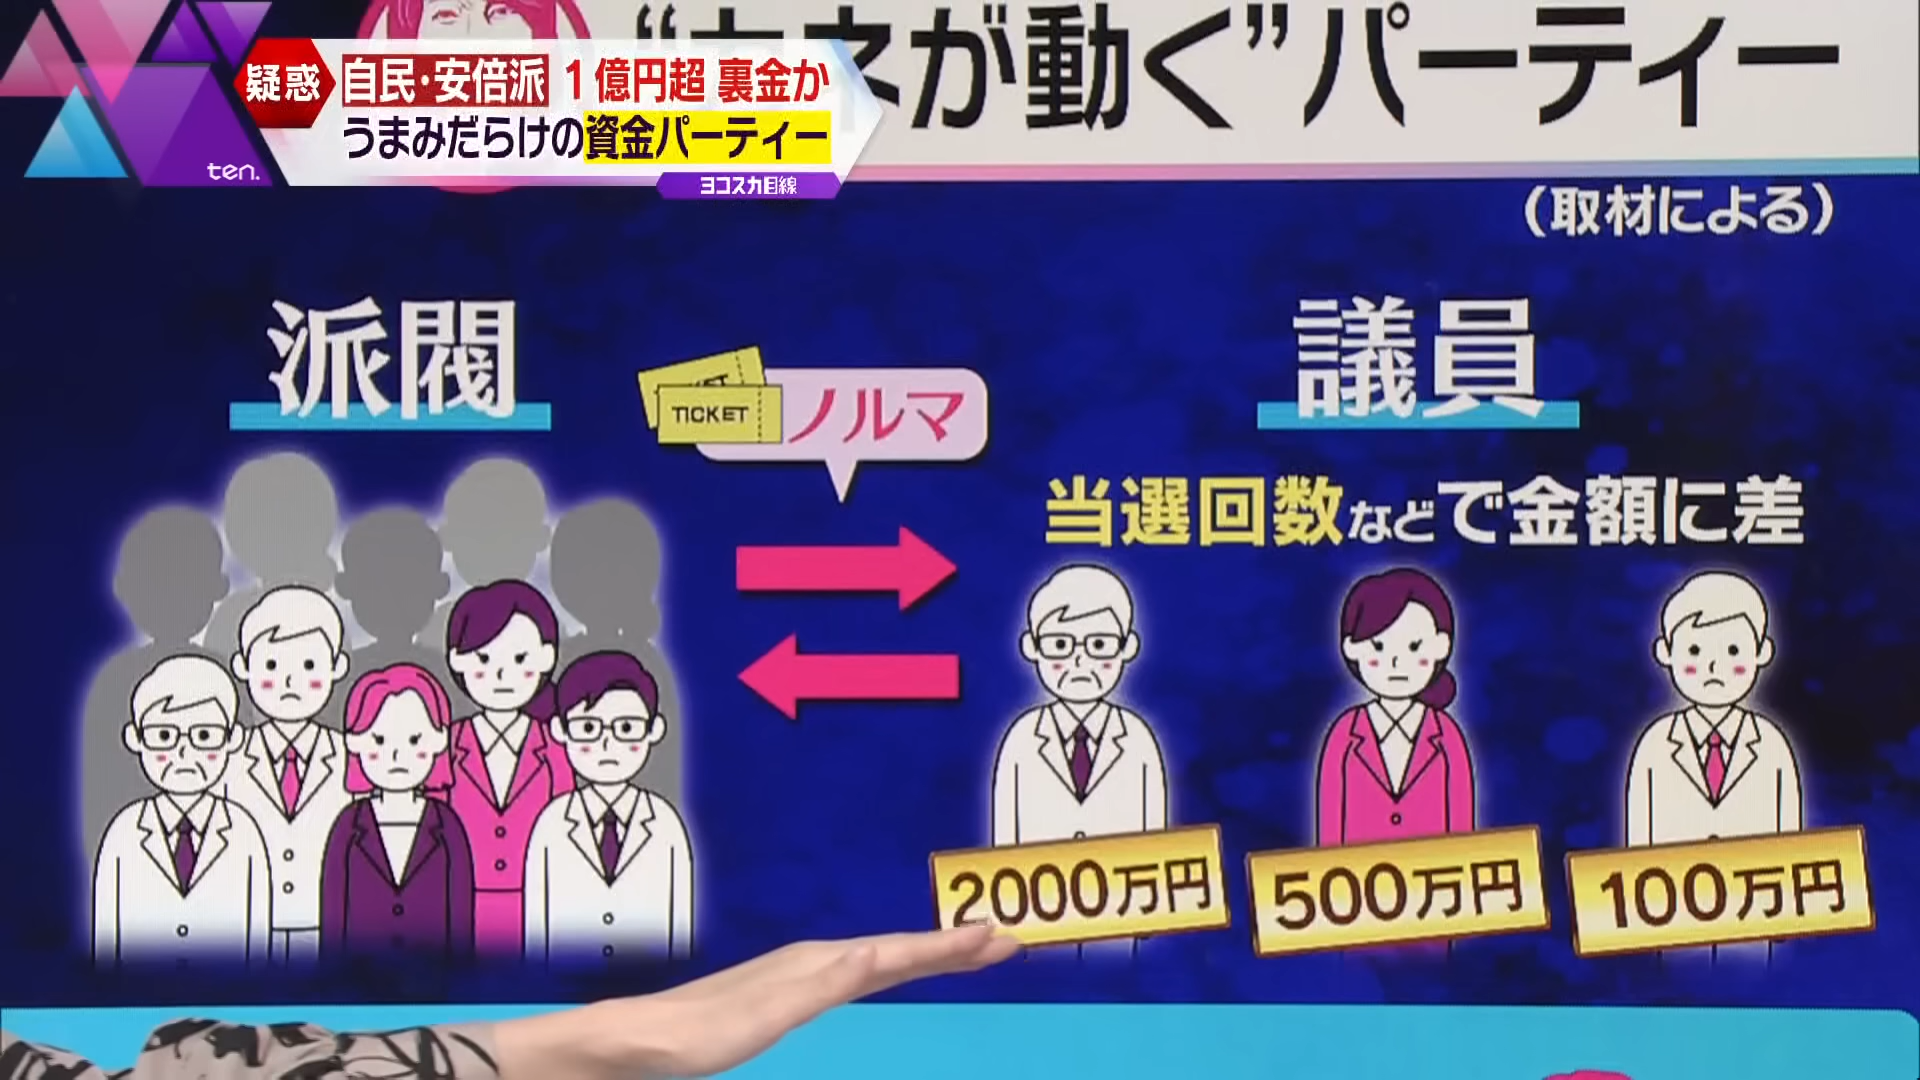 “カネが動く”パーティー
疑惑
自民・安倍派 1億円超 裏金か
うまみだらけの資金パーティー
ten.
ヨコスカ目線
（取材による）
派閥
TICKET
ノルマ
議員
当選回数などで金額に差
2000万円
500万円
100万円